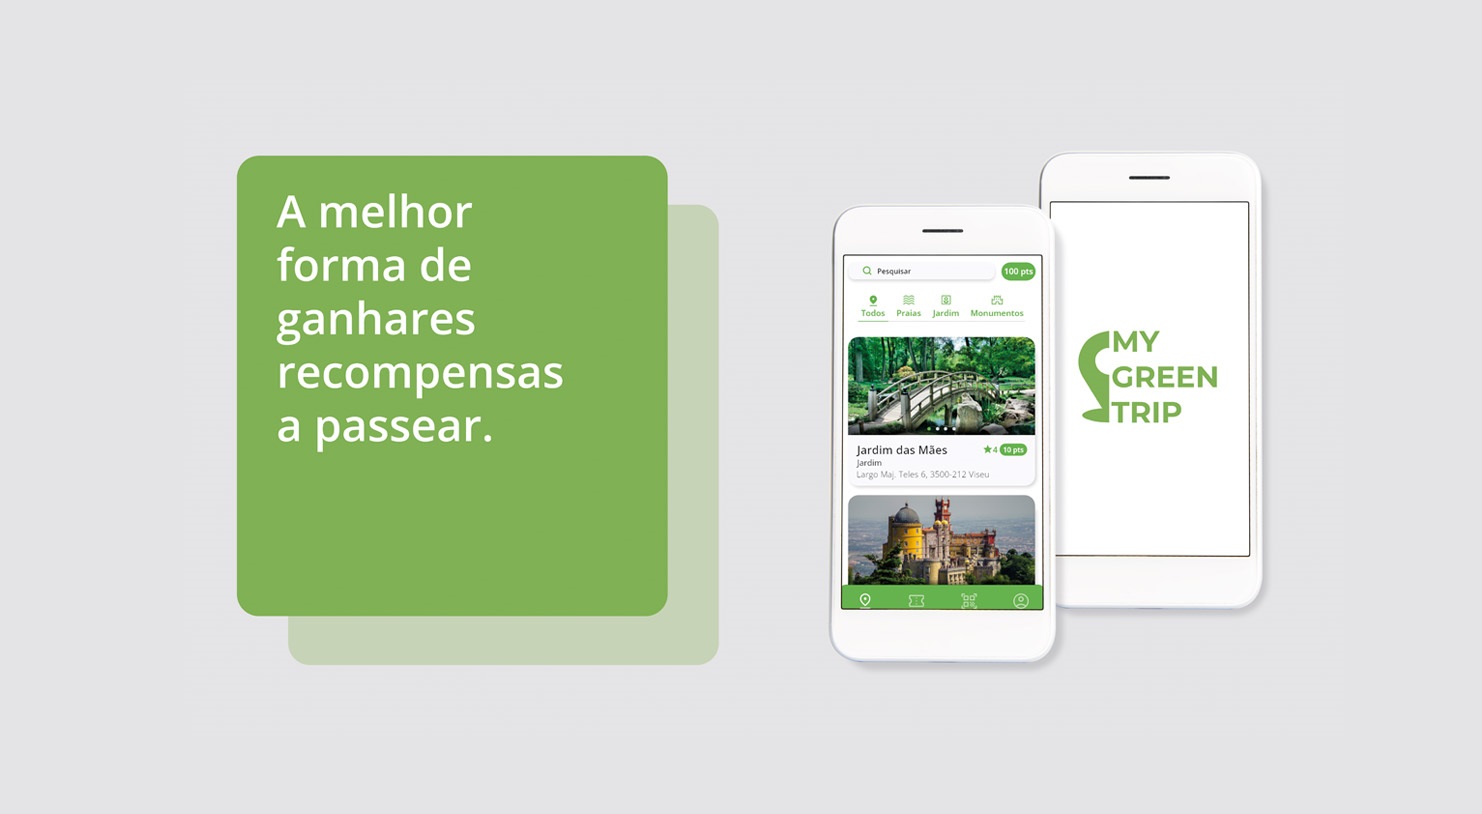 A melhor
forma de
ganhares
recompensas
a passear.
Pesquisar
100 pts
Todos
Praias
Jardim
Monumentos
Jardim das Mães
4
10 pts
Jardim
Largo Maj. Teles 6, 3500-212 Viseu
MY
GREEN
TRIP